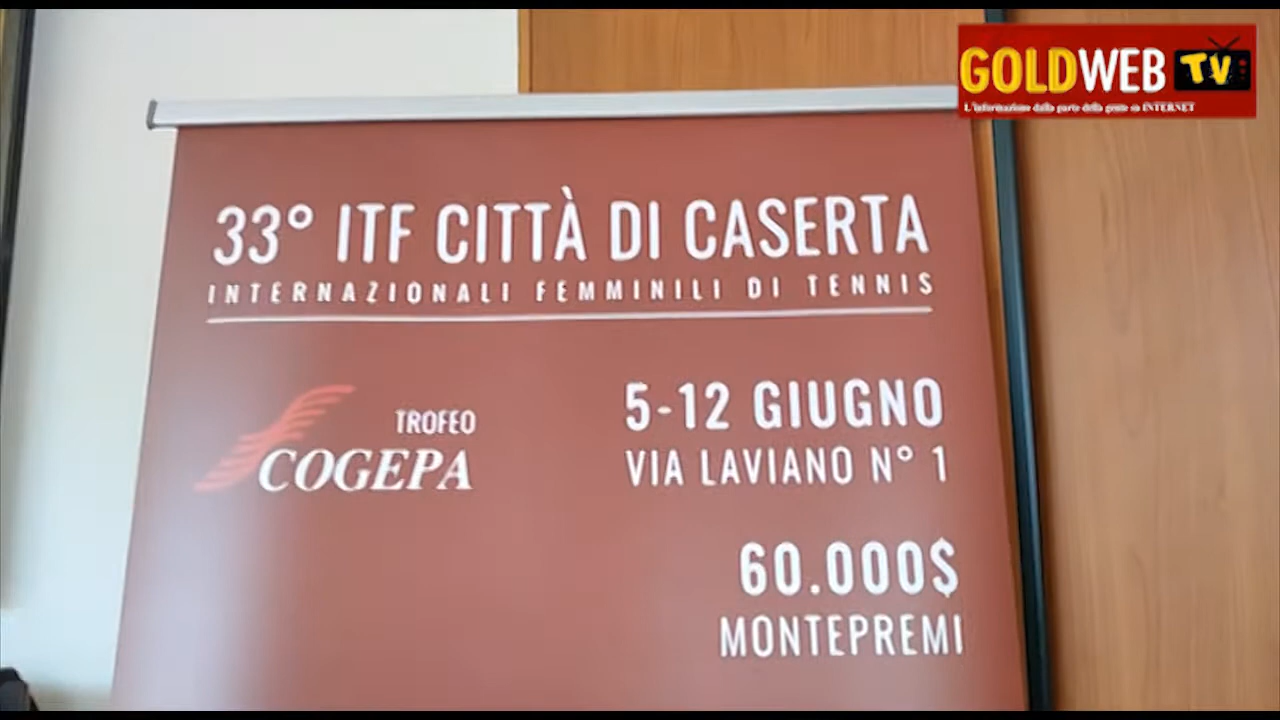 GOLDWEB TV
L'informazione dalla parte della gente su INTERNET
33° ITF CITTÀ DI CASERTA
INTERNAZIONALI FEMMINILI DI TENNIS
TROFEO
COGEPA
5-12 GIUGNO
VIA LAVIANO N° 1
60.000$
MONTEPREMI